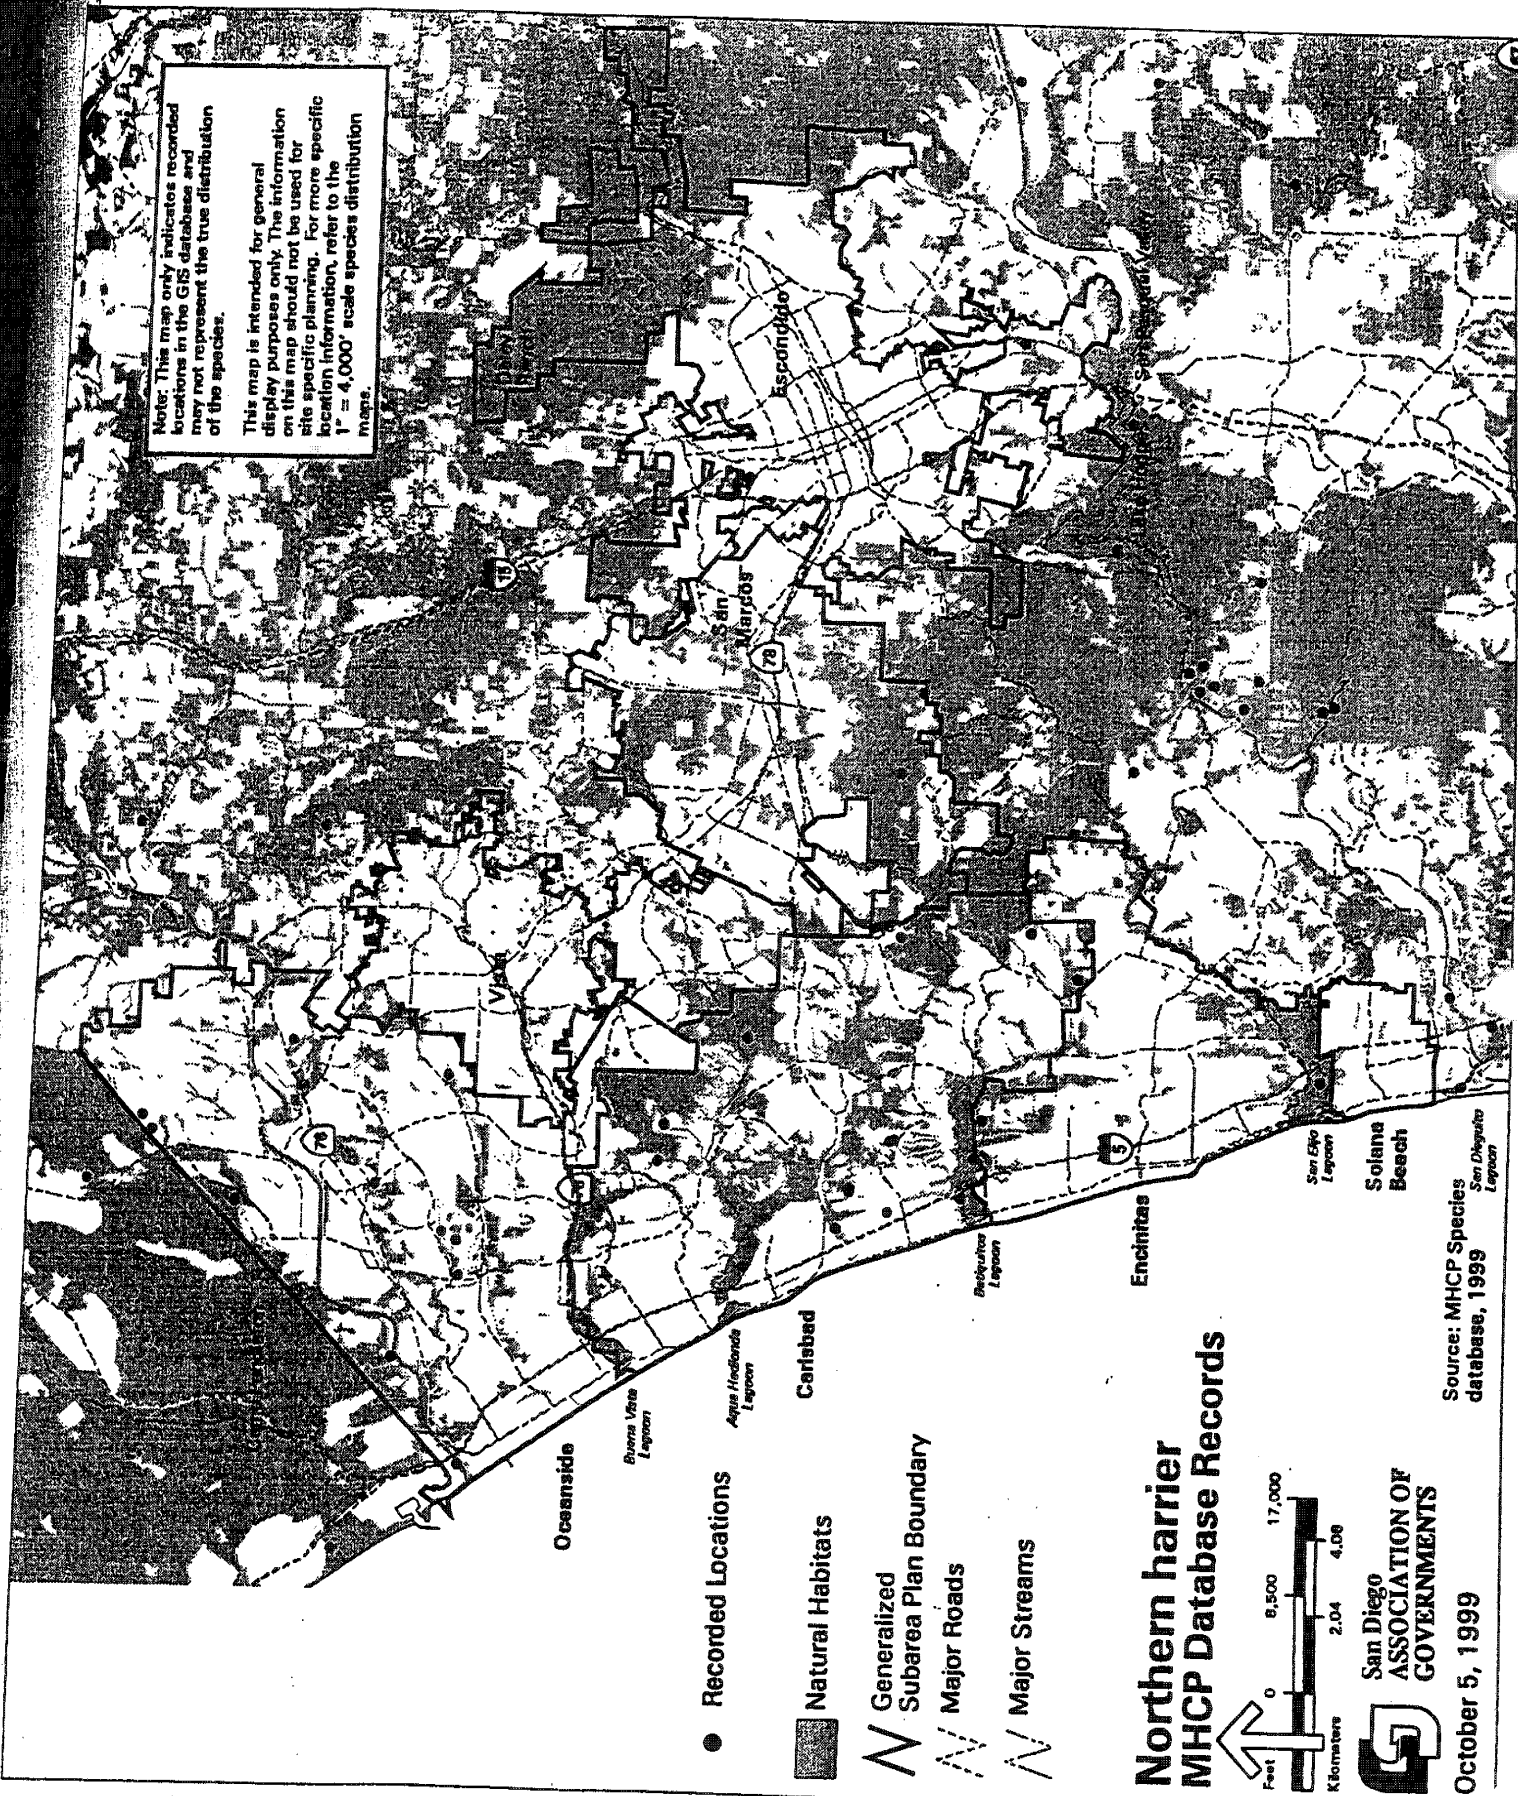 Note: This map only indicates recorded
locations in the GIS database and
may not represent the true distribution
of the species.
This map is intended for general
display purposes only. The information
on this map should not be used for
site specific planning. For more specific
location information, refer to the
1" = 4,000' scale species distribution
maps.
15
Escondido
San
Marcos
78
Vista
76
78
5
Oceanside
Buena Vista
Lagoon
Agua Hedionda
Lagoon
Carlsbad
Batiquitos
Lagoon
Encinitas
San Elijo
Lagoon
Solana
Beach
San Dieguito
Lagoon
Recorded Locations
Natural Habitats
Generalized
Subarea Plan Boundary
Major Roads
Major Streams
Northern harrier
MHCP Database Records
Feet
0
8,500
17,000
Kilometers
2.04
4.08
San Diego
ASSOCIATION OF
GOVERNMENTS
October 5, 1999
Source: MHCP Species
database, 1999